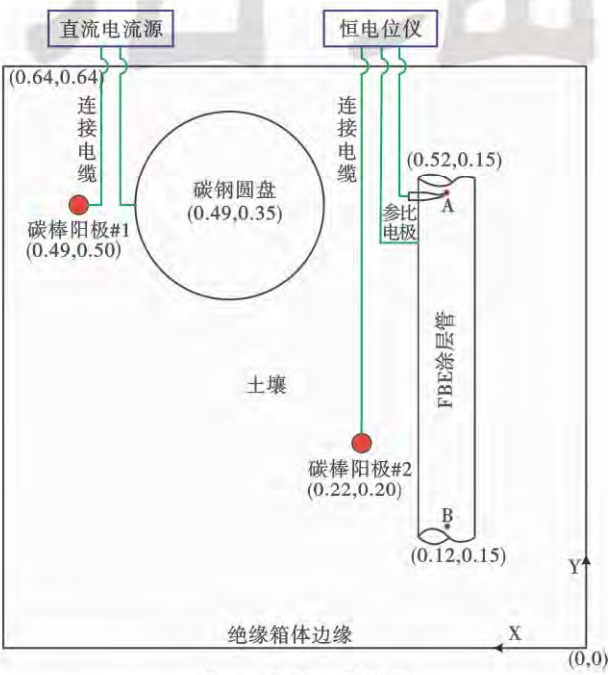 直流电流源
恒电位仪
(0.64,0.64)
连接电缆
连接电缆
碳钢圆盘
(0.49,0.35)
(0.52,0.15)
A
参比
电极
碳棒阳极#1
(0.49,0.50)
FBE涂层管
土壤
碳棒阳极#2
(0.22,0.20)
B
(0.12,0.15)
Y
绝缘箱体边缘
X
(0,0)